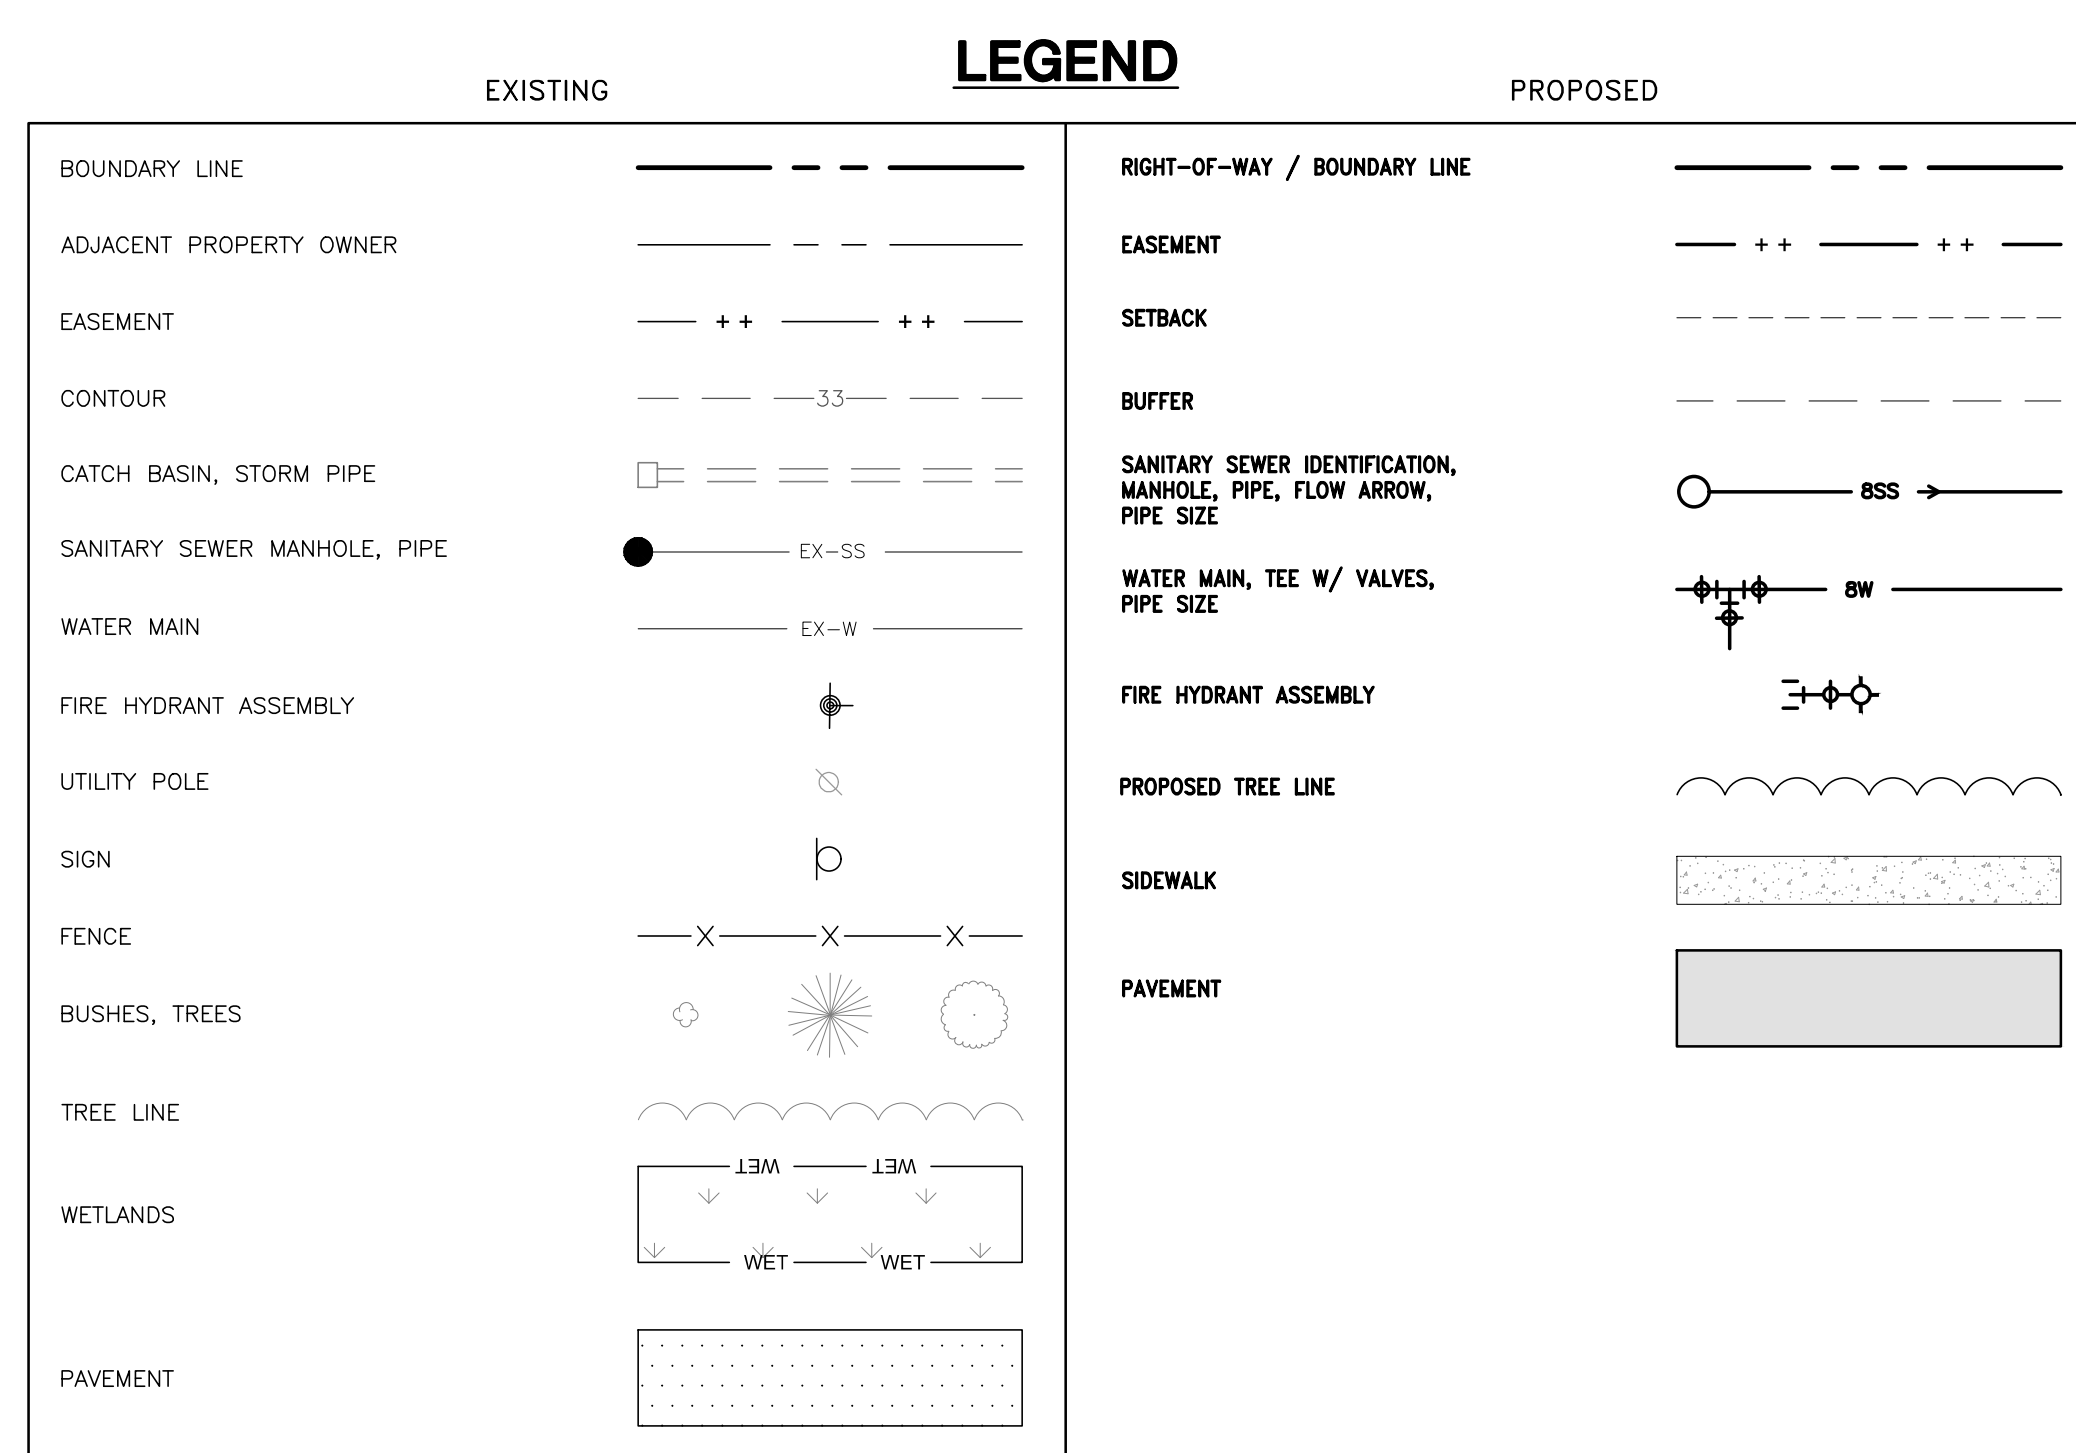 LEGEND
EXISTING
PROPOSED
BOUNDARY LINE
ADJACENT PROPERTY OWNER
EASEMENT
++ ++
CONTOUR
33
CATCH BASIN, STORM PIPE
SANITARY SEWER MANHOLE, PIPE
EX-SS
WATER MAIN
EX-W
FIRE HYDRANT ASSEMBLY
UTILITY POLE
SIGN
FENCE
X X X
BUSHES, TREES
TREE LINE
WETLANDS
WET WET
WET WET
PAVEMENT
RIGHT-OF-WAY / BOUNDARY LINE
EASEMENT
++ ++
SETBACK
BUFFER
SANITARY SEWER IDENTIFICATION,
MANHOLE, PIPE, FLOW ARROW,
PIPE SIZE
8SS
WATER MAIN, TEE W/ VALVES,
PIPE SIZE
8W
FIRE HYDRANT ASSEMBLY
PROPOSED TREE LINE
SIDEWALK
PAVEMENT